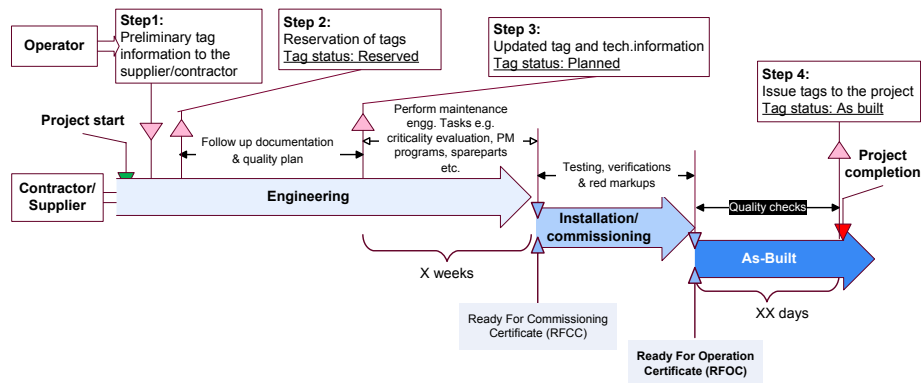 Step1:
Preliminary tag
information to the
supplier/contractor
Operator
Step 2:
Reservation of tags
Tag status: Reserved
Step 3:
Updated tag and tech.information
Tag status: Planned
Step 4:
Issue tags to the project
Tag status: As built
Project start
Follow up documentation
& quality plan
Perform maintenance
engg. Tasks e.g.
criticality evaluation, PM
programs, spareparts
etc.
Testing, verifications
& red markups
Quality checks
Project
completion
Contractor/
Supplier
Engineering
Installation/
commissioning
As-Built
X weeks
XX days
Ready For Commissioning
Certificate (RFCC)
Ready For Operation
Certificate (RFOC)